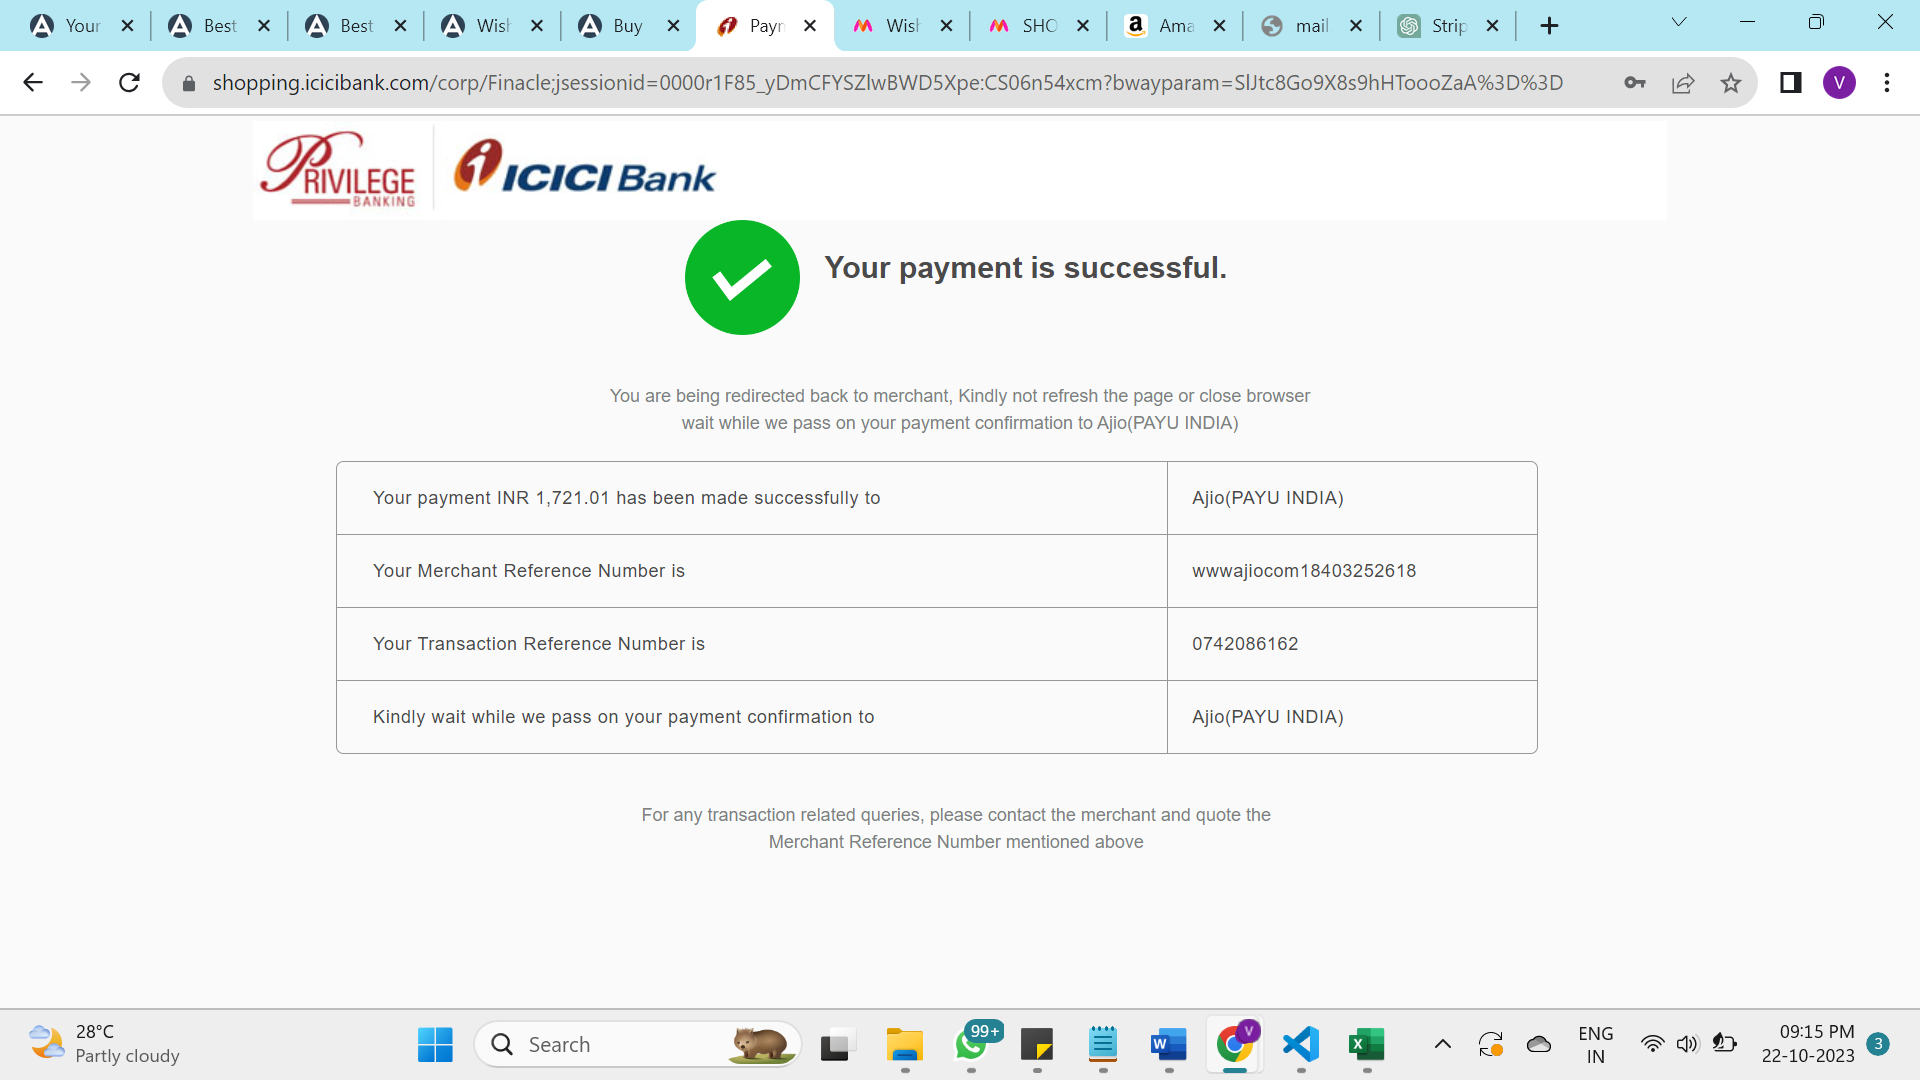 Your
Best
Best
Wish
Buy
Payn
Wish
SHO
Ama
mail
Strip
shopping.icicibank.com/corp/Finacle;jsessionid=0000r1F85_yDmCFYSZlwBWD5Xpe:CS06n54xcm?bwayparam=SlJtc8Go9X8s9hHToooZaA%3D%3D
V
PRIVILEGE
BANKING
ICICI Bank
Your payment is successful.
You are being redirected back to merchant, Kindly not refresh the page or close browser
wait while we pass on your payment confirmation to Ajio(PAYU INDIA)
Your payment INR 1,721.01 has been made successfully to
Ajio(PAYU INDIA)
Your Merchant Reference Number is
wwwajiocom18403252618
Your Transaction Reference Number is
0742086162
Kindly wait while we pass on your payment confirmation to
Ajio(PAYU INDIA)
For any transaction related queries, please contact the merchant and quote the
Merchant Reference Number mentioned above
28°C
Partly cloudy
Search
99+
V
ENG
IN
09:15 PM
22-10-2023
3